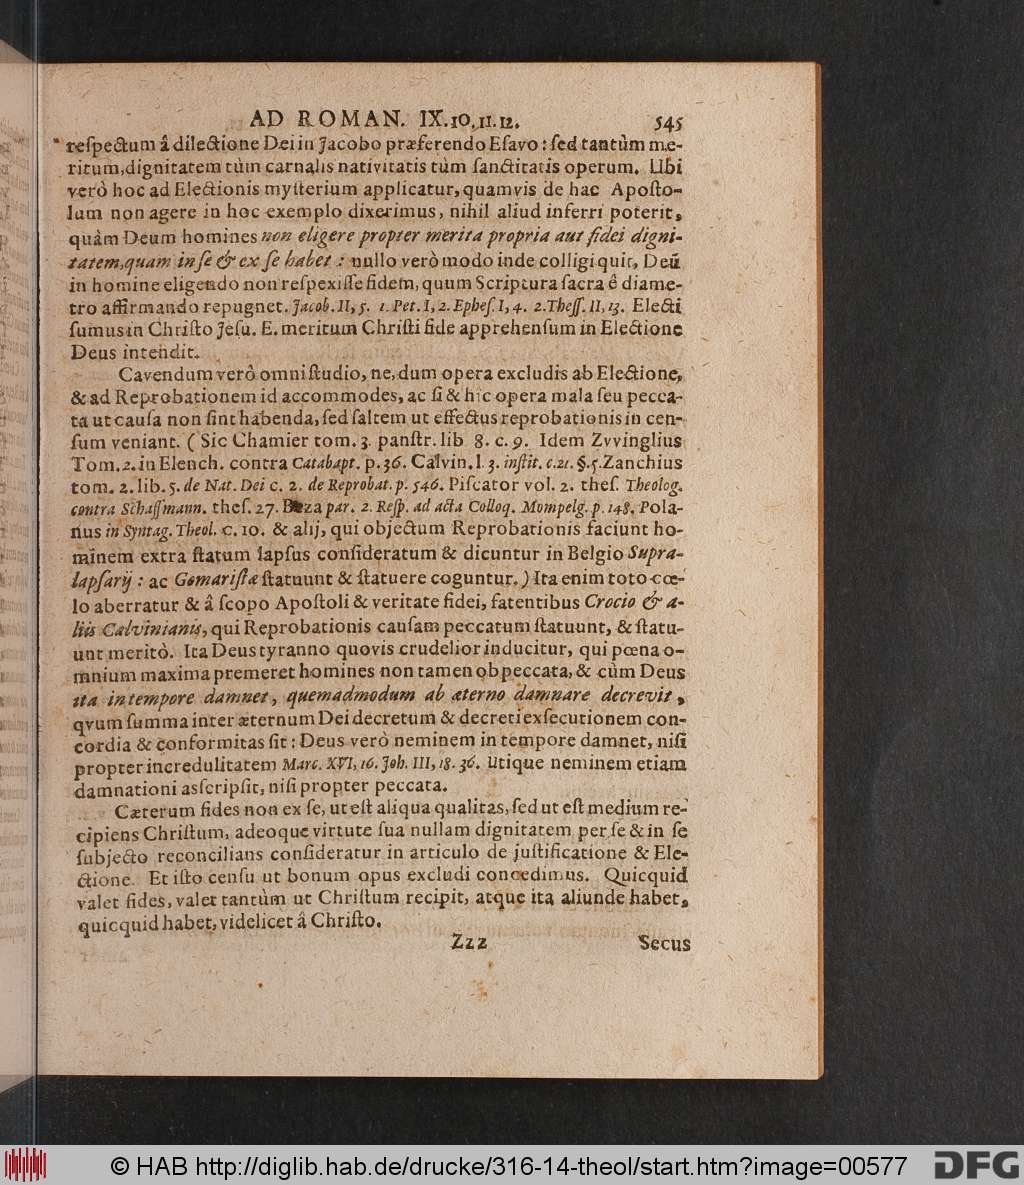 AD ROMAN. IX.10,11.12. 545
reſpectum â dilectione Dei in Jacobo præferendo Eſavo : ſed tantùm me-
ritum, dignitatem tùm carnalis nativitatis tùm ſanctitatis operum. Ubi
verò hoc ad Electionis myſterium applicatur, quamvis de hac Apoſto-
lum non agere in hoc exemplo dixerimus, nihil aliud inferri poterit,
quàm Deum homines non eligere propter merita propria aut fidei digni-
tatem, quam in ſe & ex ſe habet : nullo verò modo inde colligi quit, Deũ
in homine eligendo non reſpexiſſe fidem, quum Scriptura ſacra ê diame-
tro affirmando repugnet. Jacob. II, 5. 1. Pet. I, 2. Epheſ. I, 4. 2. Theſſ. II, 13. Electi
ſumus in Chriſto Jeſu. E. meritum Chriſti fide apprehenſum in Electione
Deus intendit.
Cavendum verò omni ſtudio, ne, dum opera excludis ab Electione,
& ad Reprobationem id accommodes, ac ſi & hic opera mala ſeu pecca-
ta ut cauſa non ſint habenda, ſed ſaltem ut effectus reprobationis in cen-
ſum veniant. ( Sic Chamier tom. 3. panſtr. lib 8. c. 9. Idem Zvvinglius
Tom. 2. in Elench. contra Catabapt. p. 36. Calvin. l. 3. inſtit. c. 21. §. 5. Zanchius
tom. 2. lib. 5. de Nat. Dei c. 2. de Reprobat. p. 546. Piſcator vol. 2. theſ. Theolog.
contra Schaffmann. theſ. 27. Beza par. 2. Reſp. ad acta Colloq. Mompelg. p. 148. Pola-
nus in Syntag. Theol. c. 10. & alij, qui objectum Reprobationis faciunt ho-
minem extra ſtatum lapſus conſideratum & dicuntur in Belgio Supra-
lapſarij : ac Gomariſtæ ſtatuunt & ſtatuere coguntur. ) Ita enim toto cœ-
lo aberratur & â ſcopo Apoſtoli & veritate fidei, fatentibus Crocio & a-
liis Calvinianis, qui Reprobationis cauſam peccatum ſtatuunt, & ſtatu-
unt meritò. Ita Deus tyranno quovis crudelior inducitur, qui pœna o-
mnium maxima premeret homines non tamen ob peccata, & cùm Deus
ita in tempore damnet, quemadmodum ab æterno damnare decrevit,
qvum ſumma inter æternum Dei decretum & decreti exſecutionem con-
cordia & conformitas ſit : Deus verò neminem in tempore damnet, niſi
propter incredulitatem Marc. XVI, 16. Joh. III, 18. 36. Utique neminem etiam
damnationi aſcripſit, niſi propter peccata.
Cæterum fides non ex ſe, ut eſt aliqua qualitas, ſed ut eſt medium re-
cipiens Chriſtum, adeoque virtute ſua nullam dignitatem per ſe & in ſe
ſubjecto reconcilians conſideratur in articulo de juſtificatione & Ele-
ctione. Et iſto cenſu ut bonum opus excludi concedimus. Quicquid
valet fides, valet tantùm ut Chriſtum recipit, atque ita aliunde habet,
quicquid habet, videlicet â Chriſto.
Zzz Secus
© HAB http://diglib.hab.de/drucke/316-14-theol/start.htm?image=00577 DFG